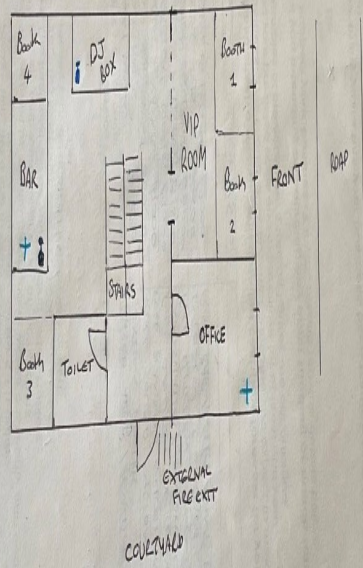 Booth
4
DJ
BOX
BOOTH
1
BAR
VIP
ROOM
Booth
2
FRONT
ROAD
STAIRS
OFFICE
Booth
3
TOILET
EXTERNAL
FIRE EXIT
COURTYARD